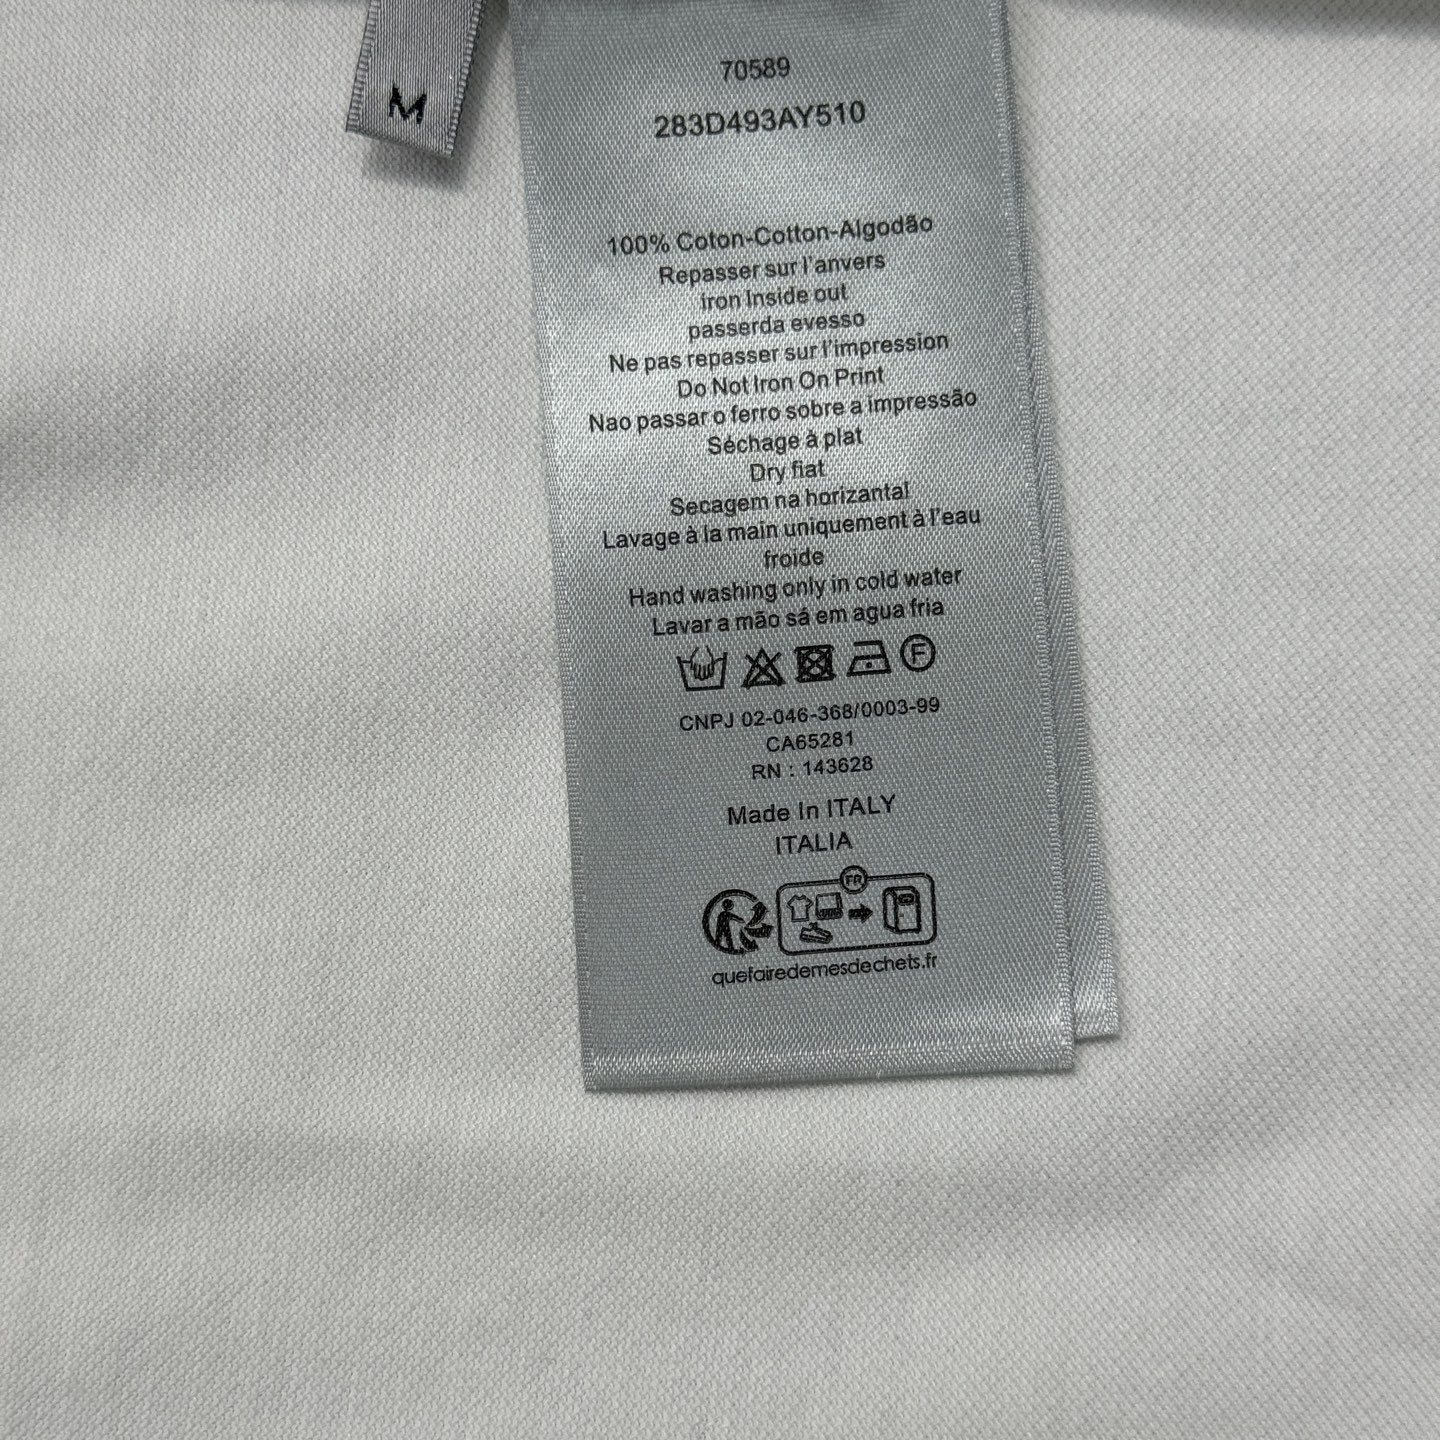 M
70589
283D493AY510
100% Coton-Cotton-Algodão
Repasser sur l'anvers
iron Inside out
passerda evesso
Ne pas repasser sur l'impression
Do Not Iron On Print
Nao passar o ferro sobre a impressão
Séchage à plat
Dry fiat
Secagem na horizantal
Lavage à la main uniquement à l'eau
froide
Hand washing only in cold water
Lavar a mão sá em agua fria
F
CNPJ 02-046-368/0003-99
CA65281
RN : 143628
Made In ITALY
ITALIA
FR
quefairedemesdechets.fr